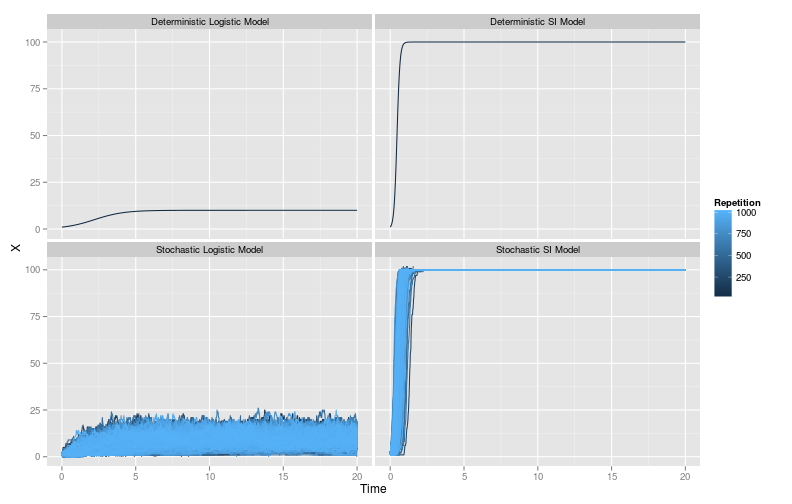 Deterministic Logistic Model
Deterministic SI Model
100
75
50
25
0
Stochastic Logistic Model
Stochastic SI Model
100
75
50
25
0
0 5 10 15 20
0 5 10 15 20
Time
X
Repetition
1000
750
500
250